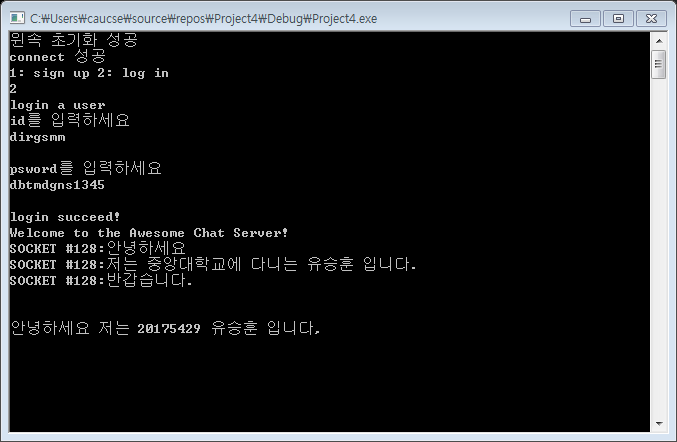 C:₩Users₩caucse₩source₩repos₩Project4₩Debug₩Project4.exe
윈속 초기화 성공
connect 성공
1: sign up 2: log in
2
login a user
id를 입력하세요
dirgsmm
psword를 입력하세요
dbtmdgns1345
login succeed!
Welcome to the Awesome Chat Server!
SOCKET #128:안녕하세요
SOCKET #128:저는 중앙대학교에 다니는 유승훈 입니다.
SOCKET #128:반갑습니다.
안녕하세요 저는 20175429 유승훈 입니다.